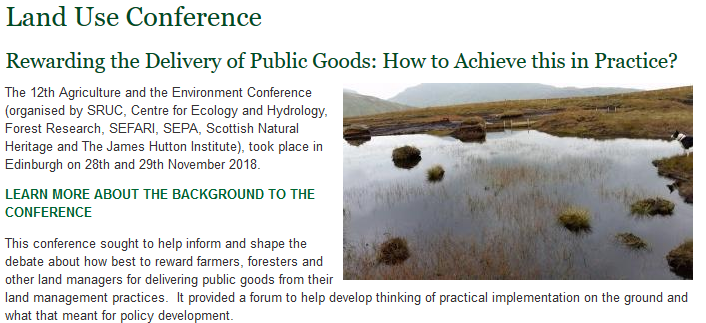 Land Use Conference
Rewarding the Delivery of Public Goods: How to Achieve this in Practice?
The 12th Agriculture and the Environment Conference
(organised by SRUC, Centre for Ecology and Hydrology,
Forest Research, SEFARI, SEPA, Scottish Natural
Heritage and The James Hutton Institute), took place in
Edinburgh on 28th and 29th November 2018.
LEARN MORE ABOUT THE BACKGROUND TO THE
CONFERENCE
This conference sought to help inform and shape the
debate about how best to reward farmers, foresters and
other land managers for delivering public goods from their
land management practices.  It provided a forum to help develop thinking of practical implementation on the ground and
what that meant for policy development.